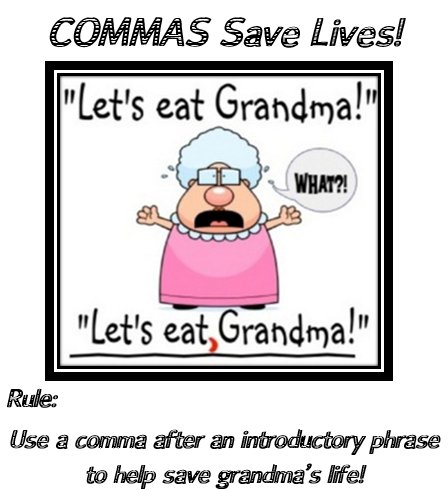 COMMAS Save Lives!
"Let's eat Grandma!"
WHAT?!
"Let's eat, Grandma!"
Rule:
Use a comma after an introductory phrase
to help save grandma's life!